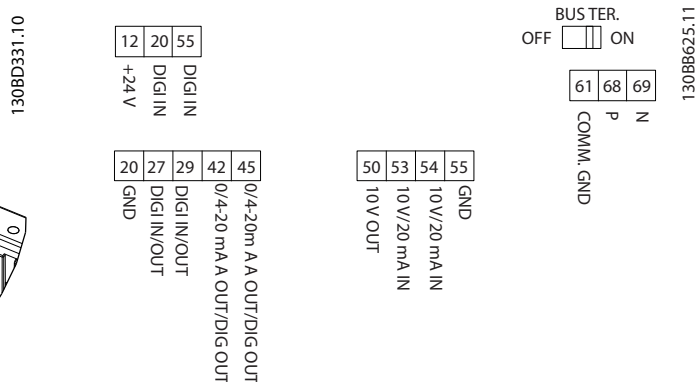 130BD331.10
12 20 55
+24 V
DIGI IN
DIGI IN
20 27 29 42 45
GND
DIGI IN/OUT
DIGI IN/OUT
0/4-20 mA A OUT/DIG OUT
0/4-20m A A OUT/DIG OUT
50 53 54 55
10 V OUT
10 V/20 mA IN
10 V/20 mA IN
GND
BUS TER.
OFF ON
61 68 69
COMM. GND
P
N
130BB625.11